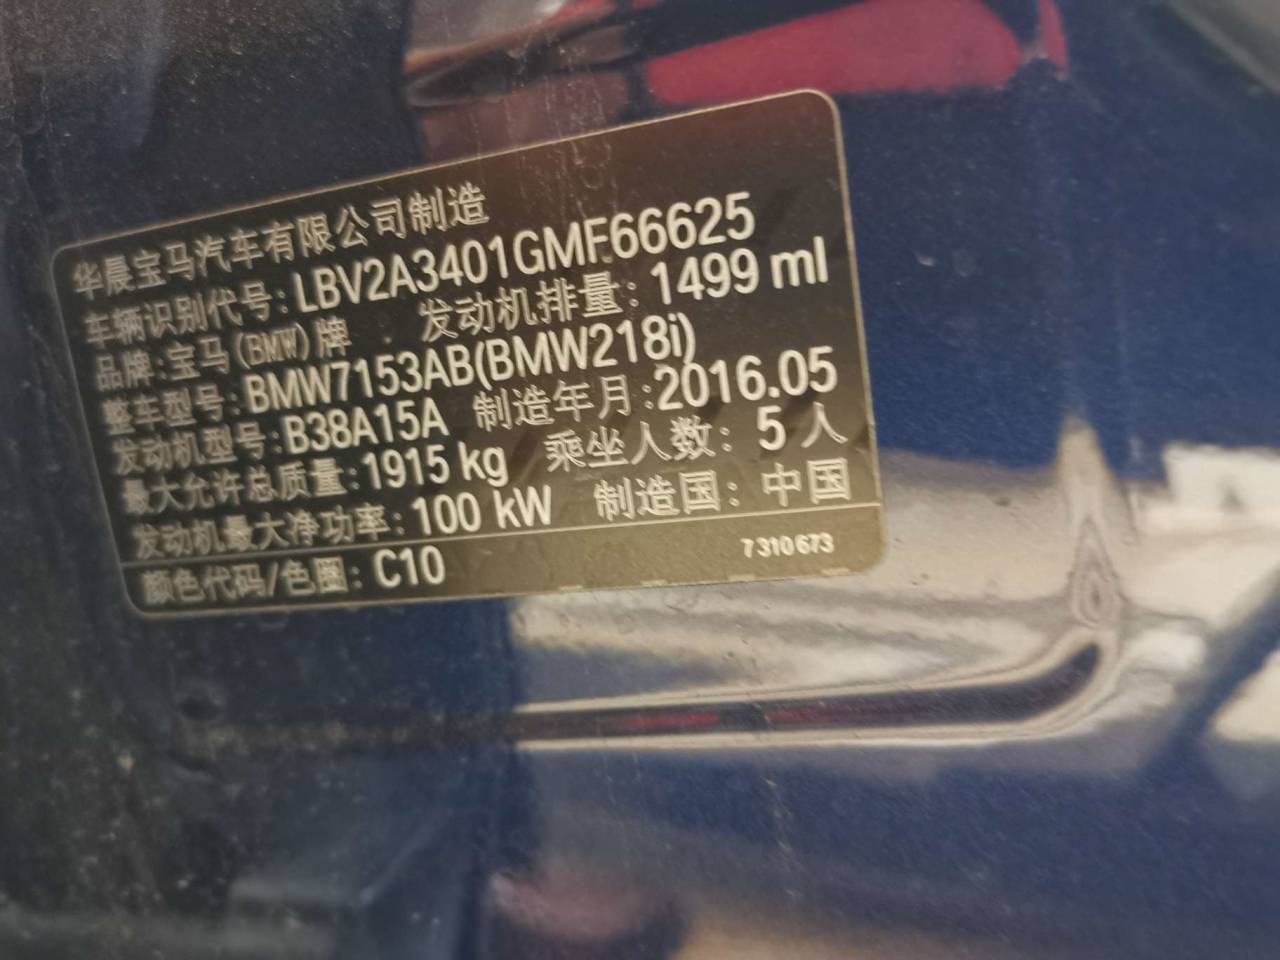 华晨宝马汽车有限公司制造
车辆识别代号: LBV2A3401GMF66625
品牌:宝马(BMW)牌 发动机排量: 1499 ml
整车型号: BMW7153AB(BMW218i)
发动机型号: B38A15A 制造年月:2016.05
最大允许总质量: 1915 kg 乘坐人数: 5 人
发动机最大净功率: 100 kW 制造国: 中国
颜色代码/色圈: C10 7310673